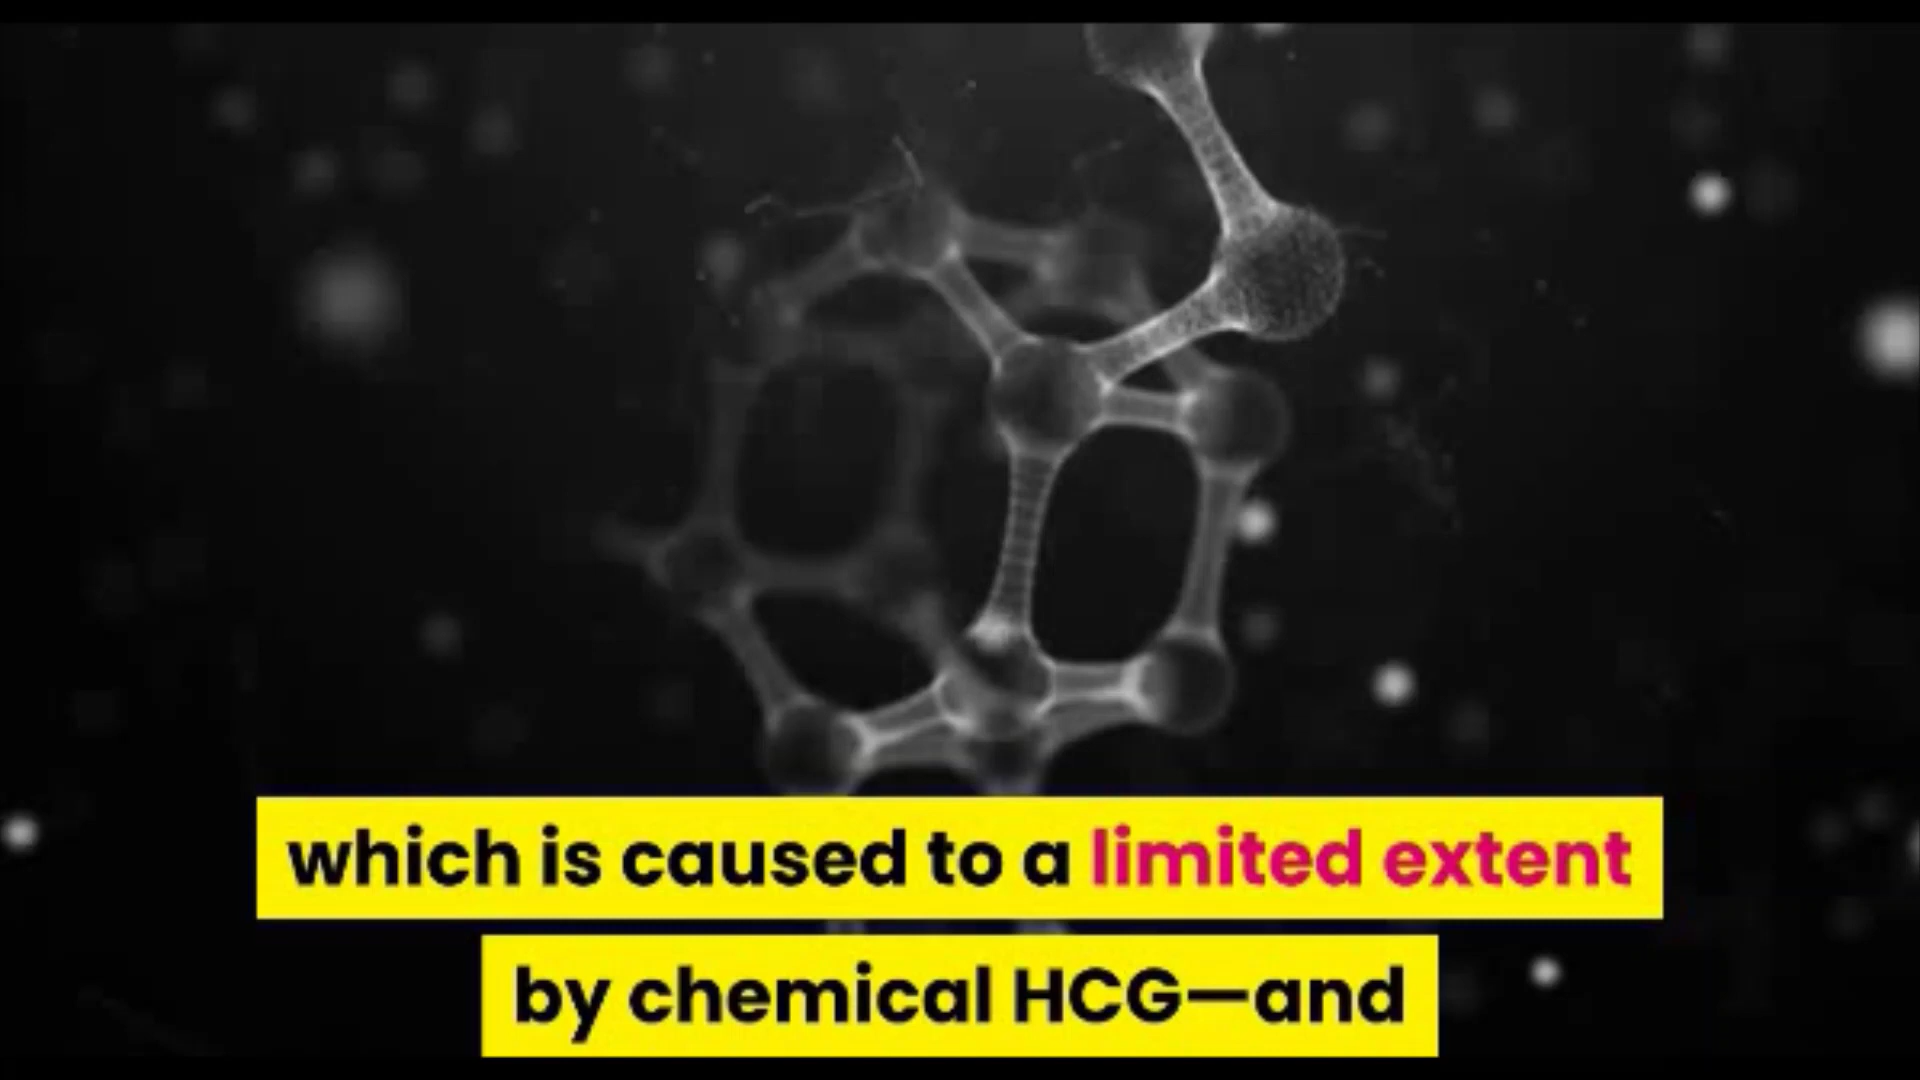 which is caused to a limited extent
by chemical HCG—and